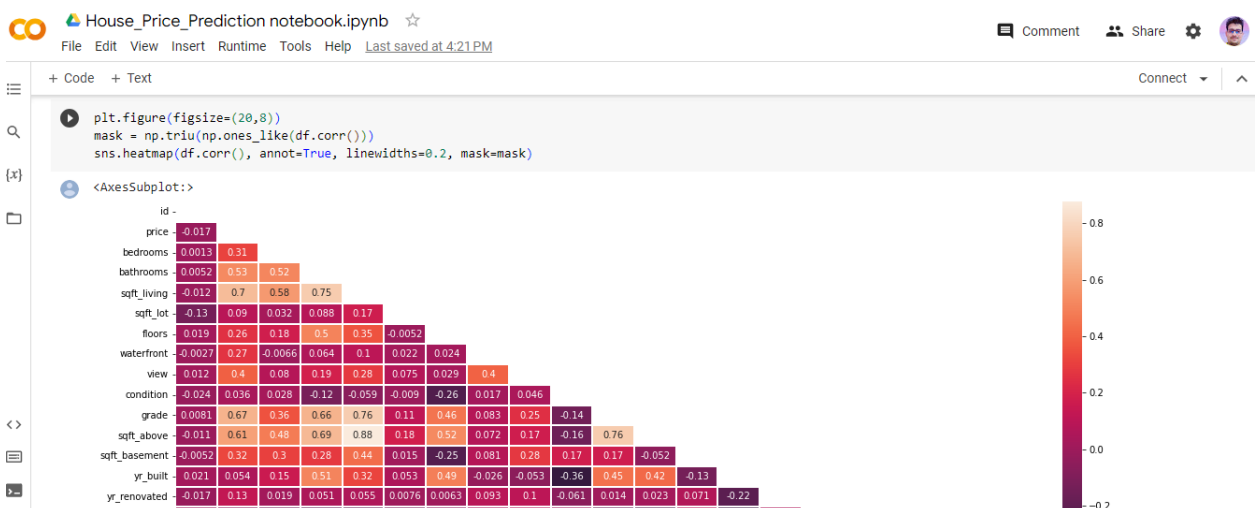 House_Price_Prediction notebook.ipynb
Comment
Share
File Edit View Insert Runtime Tools Help Last saved at 4:21 PM
+ Code + Text
Connect
plt.figure(figsize=(20,8))
mask = np.triu(np.ones_like(df.corr()))
sns.heatmap(df.corr(), annot=True, linewidths=0.2, mask=mask)
{x}
<AxesSubplot:>
id
price -0.017
bedrooms 0.0013 0.31
bathrooms 0.0052 0.53 0.52
sqft_living -0.012 0.7 0.58 0.75
sqft_lot -0.13 0.09 0.032 0.088 0.17
floors 0.019 0.26 0.18 0.5 0.35 -0.0052
waterfront -0.0027 0.27 -0.0066 0.064 0.1 0.022 0.024
view 0.012 0.4 0.08 0.19 0.28 0.075 0.029 0.4
condition -0.024 0.036 0.028 -0.12 -0.059 -0.009 -0.26 0.017 0.046
grade 0.0081 0.67 0.36 0.66 0.76 0.11 0.46 0.083 0.25 -0.14
sqft_above -0.011 0.61 0.48 0.69 0.88 0.18 0.52 0.072 0.17 -0.16 0.76
sqft_basement -0.0052 0.32 0.3 0.28 0.44 0.015 -0.25 0.081 0.28 0.17 0.17 -0.052
yr_built 0.021 0.054 0.15 0.51 0.32 0.053 0.49 -0.026 -0.053 -0.36 0.45 0.42 -0.13
yr_renovated -0.017 0.13 0.019 0.051 0.055 0.0076 0.0063 0.093 0.1 -0.061 0.014 0.023 0.071 -0.22
0.8
0.6
0.4
0.2
0.0
-0.2